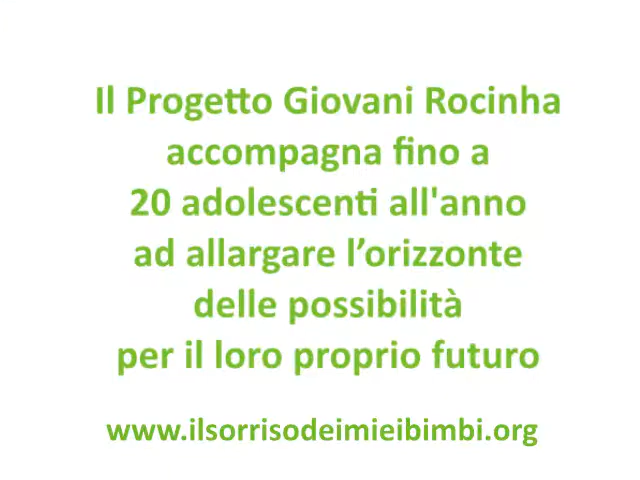 Il Progetto Giovani Rocinha
accompagna fino a
20 adolescenti all'anno
ad allargare l’orizzonte
delle possibilità
per il loro proprio futuro
www.ilsorrisodeimieibimbi.org